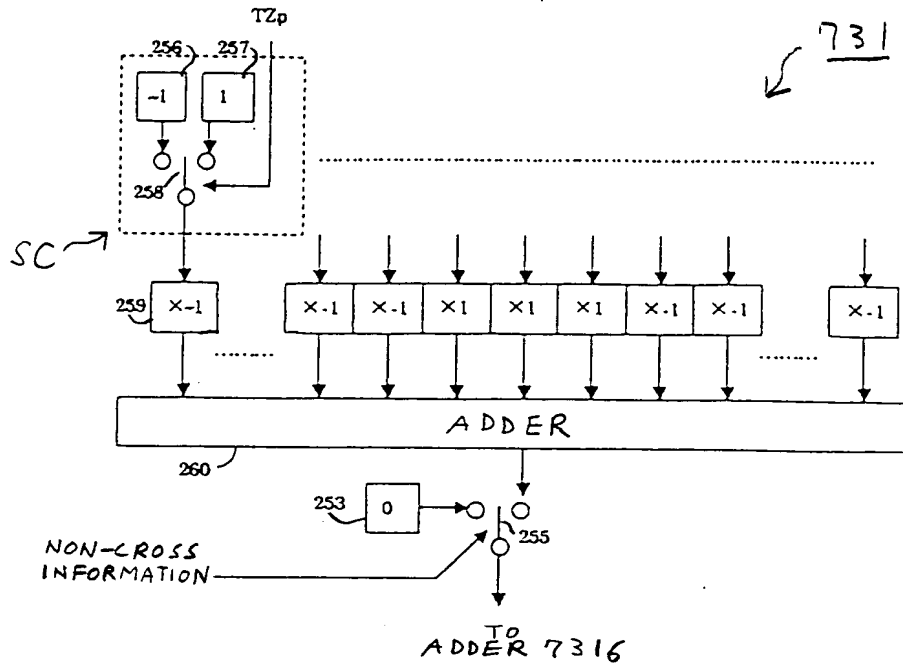 TZp
731
256 257
-1 1
258
SC
259
×-1 ×-1 ×-1 ×1 ×1 ×1 ×-1 ×-1 ×-1
ADDER
260
253 0
255
NON-CROSS
INFORMATION
TO
ADDER 7316